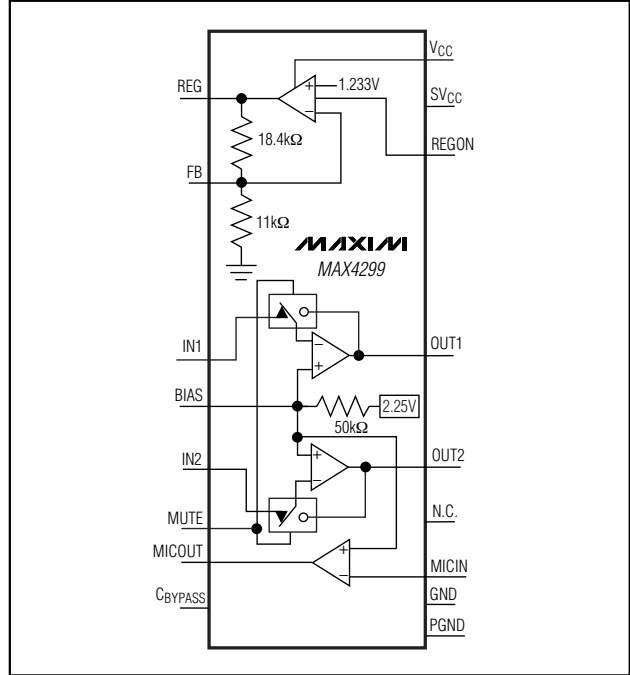 VCC
REG
1.233V
SVCC
18.4kΩ
REGON
FB
11kΩ
MAXIM
MAX4299
IN1
OUT1
BIAS
2.25V
50kΩ
IN2
OUT2
MUTE
N.C.
MICOUT
MICIN
CBYPASS
GND
PGND
+
−
−
+
+
−
+
−